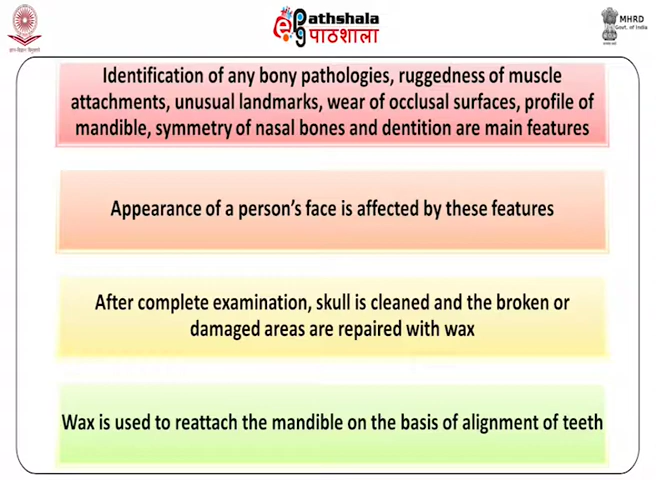 ePathshala
पाठशाला
MHRD
Govt. of India
Identification of any bony pathologies, ruggedness of muscle
attachments, unusual landmarks, wear of occlusal surfaces, profile of
mandible, symmetry of nasal bones and dentition are main features
Appearance of a person's face is affected by these features
After complete examination, skull is cleaned and the broken or
damaged areas are repaired with wax
Wax is used to reattach the mandible on the basis of alignment of teeth